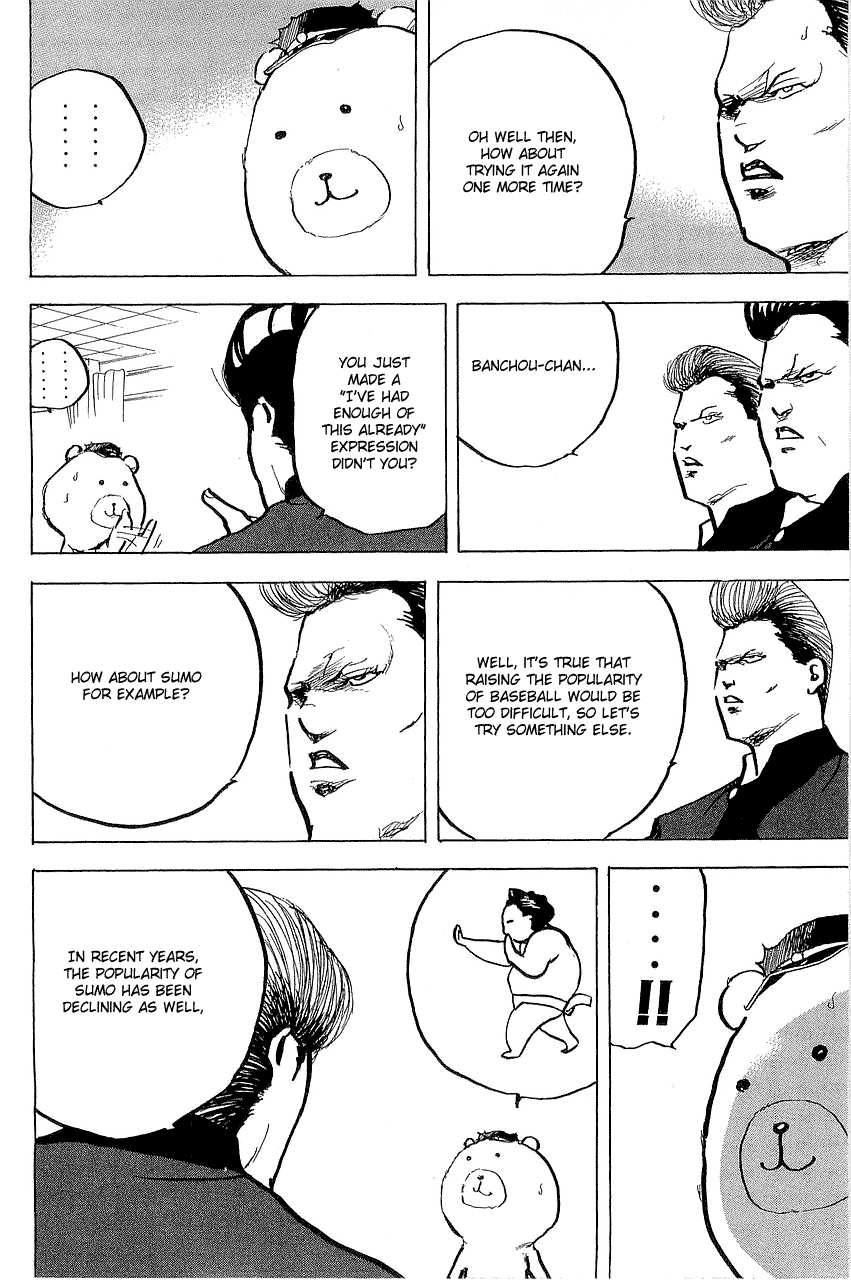 OH WELL THEN,
HOW ABOUT
TRYING IT AGAIN
ONE MORE TIME?
......
......
BANCHOU-CHAN...
YOU JUST
MADE A
"I'VE HAD
ENOUGH OF
THIS ALREADY"
EXPRESSION
DIDN'T YOU?
......
......
WELL, IT'S TRUE THAT
RAISING THE POPULARITY
OF BASEBALL WOULD BE
TOO DIFFICULT, SO LET'S
TRY SOMETHING ELSE.
HOW ABOUT SUMO
FOR EXAMPLE?
....!!
IN RECENT YEARS,
THE POPULARITY OF
SUMO HAS BEEN
DECLINING AS WELL,